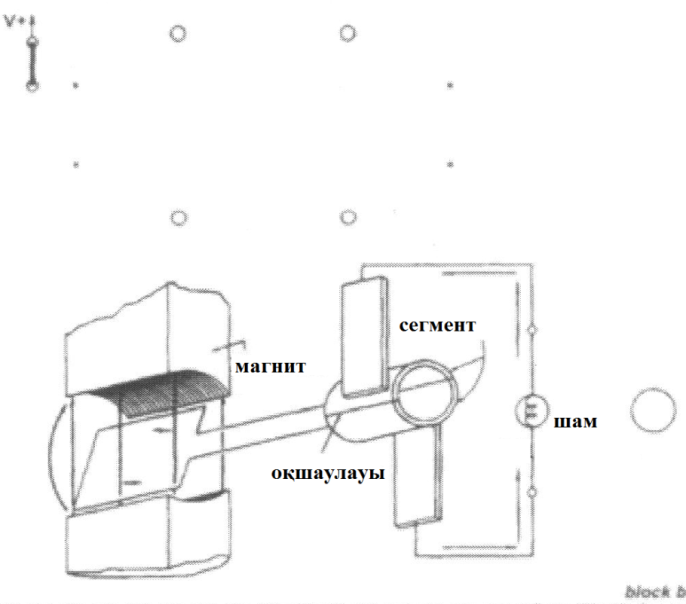 V+
сегмент
магнит
шам
оқшаулауы
block b